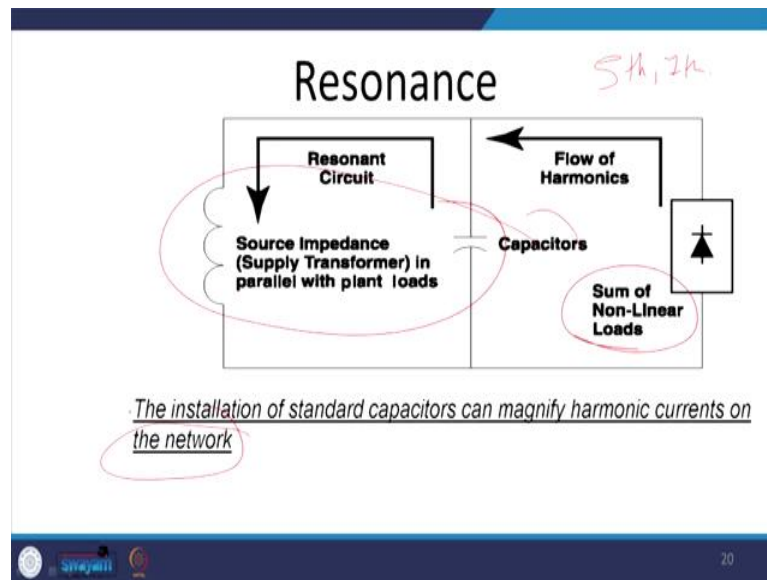 Resonance
5th, 7th.
Resonant
Circuit
Flow of
Harmonics
Source Impedance
(Supply Transformer) in
parallel with plant loads
Capacitors
Sum of
Non-Linear
Loads
The installation of standard capacitors can magnify harmonic currents on
the network
swayam
20